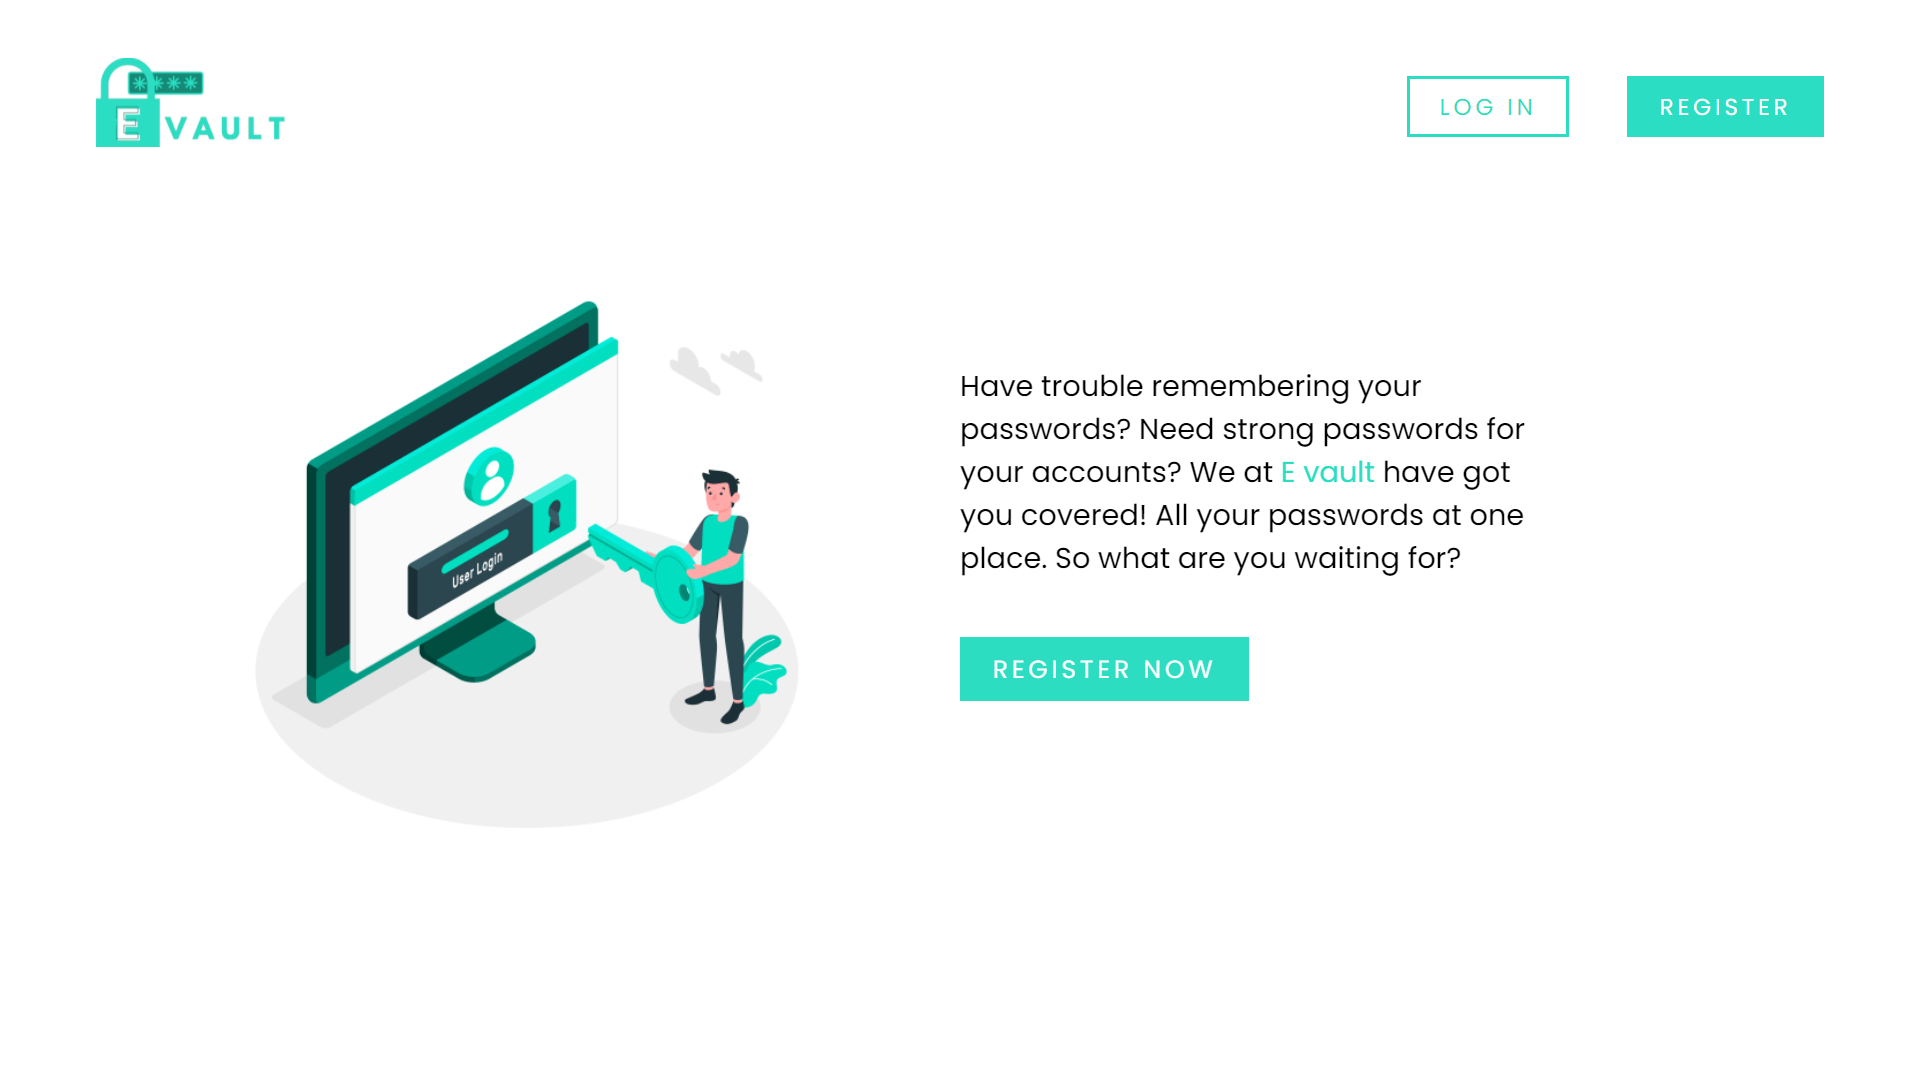 ****
E VAULT
LOG IN
REGISTER
User Login
Have trouble remembering your
passwords? Need strong passwords for
your accounts? We at E vault have got
you covered! All your passwords at one
place. So what are you waiting for?
REGISTER NOW